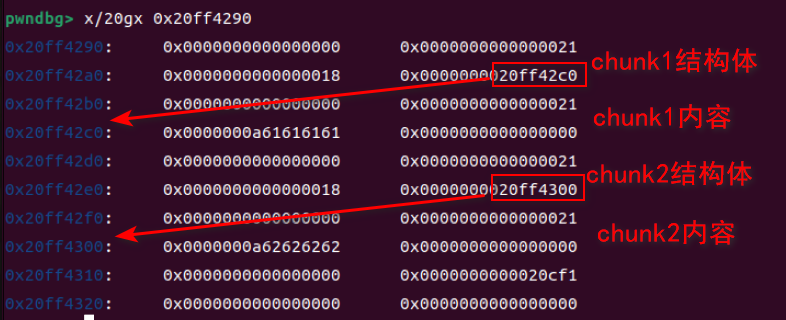 pwndbg> x/20gx 0x20ff4290
0x20ff4290: 0x0000000000000000 0x0000000000000021
0x20ff42a0: 0x0000000000000018 0x0000000020ff42c0 chunk1结构体
0x20ff42b0: 0x0000000000000000 0x0000000000000021
0x20ff42c0: 0x0000000a61616161 0x0000000000000000 chunk1内容
0x20ff42d0: 0x0000000000000000 0x0000000000000021
0x20ff42e0: 0x0000000000000018 0x0000000020ff4300 chunk2结构体
0x20ff42f0: 0x0000000000000000 0x0000000000000021
0x20ff4300: 0x0000000a62626262 0x0000000000000000 chunk2内容
0x20ff4310: 0x0000000000000000 0x0000000000020cf1
0x20ff4320: 0x0000000000000000 0x0000000000000000